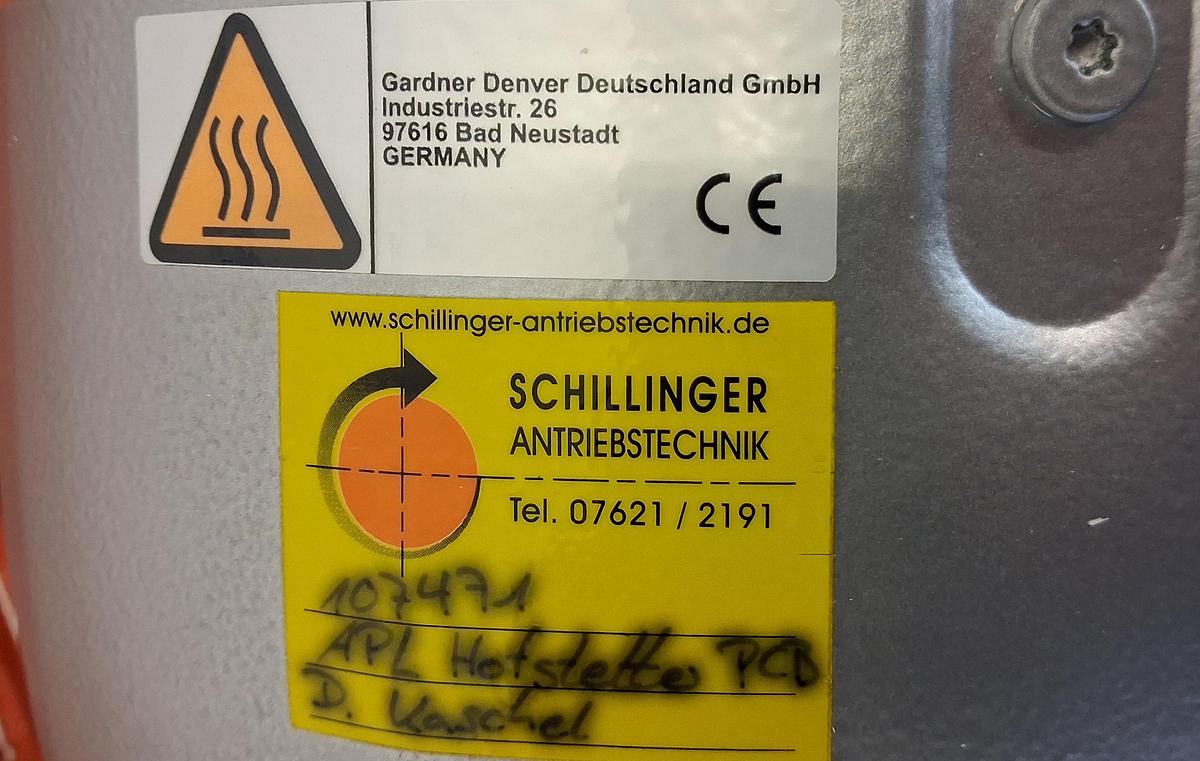 Gardner Denver Deutschland GmbH
Industriestr. 26
97616 Bad Neustadt
GERMANY
CE
www.schillinger-antriebstechnik.de
SCHILLINGER
ANTRIEBSTECHNIK
Tel. 07621 / 2191
107471
APL Hofstetter PCB
D. Kaschel